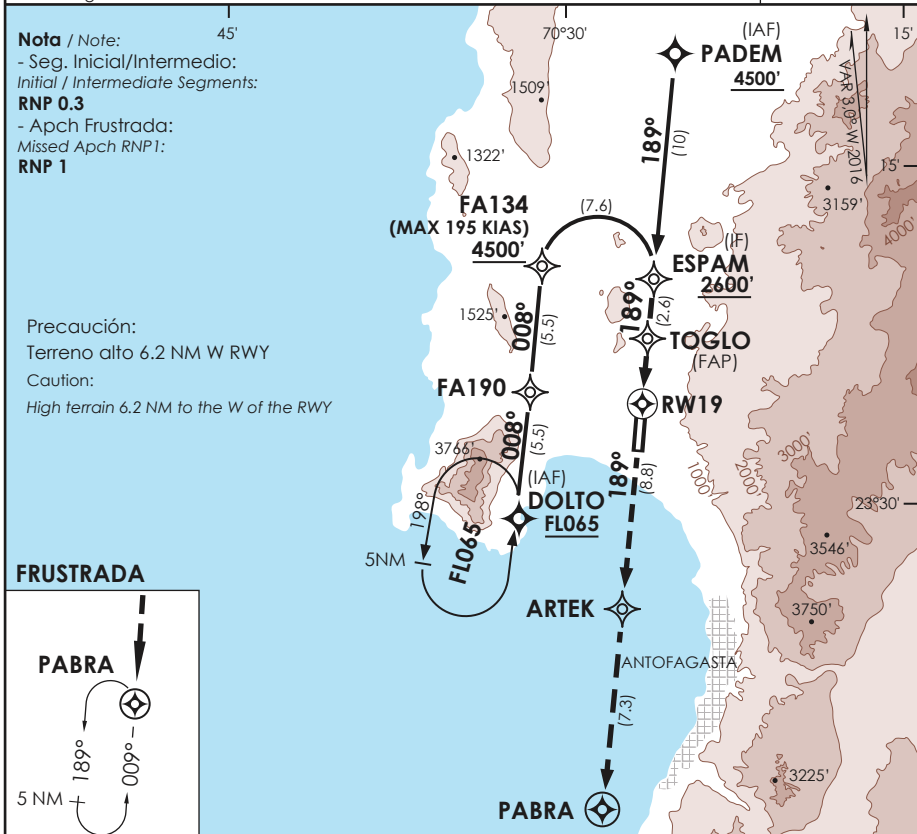 45'
70°30'
15'
Nota / Note:
- Seg. Inicial/Intermedio:
Initial / Intermediate Segments:
RNP 0.3
- Apch Frustrada:
Missed Apch RNP1:
RNP 1
(IAF)
PADEM
4500'
VAR 3,0° W 2016
1509'
1322'
189°
(10)
15'
3159'
4000'
FA134
(MAX 195 KIAS)
4500'
(7.6)
(IF)
ESPAM
2600'
1525'
008°
(5.5)
189°
(2.6)
TOGLO
(FAP)
Precaución:
Terreno alto 6.2 NM W RWY
Caution:
High terrain 6.2 NM to the W of the RWY
FA190
RW19
008°
(5.5)
3766'
189°
(8.8)
1000'
2000'
3000'
(IAF)
DOLTO
FL065
198°
FL065
5NM
23°30'
3546'
3750'
ARTEK
ANTOFAGASTA
(7.3)
3225'
PABRA
FRUSTRADA
PABRA
189°
009°
5 NM